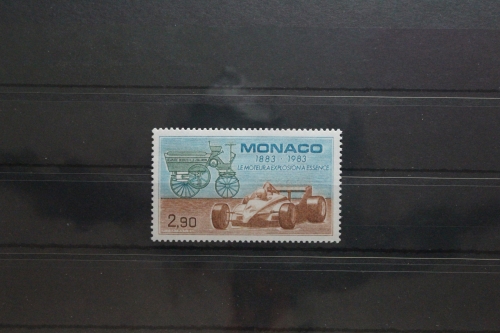 MONACO
1883 1983
LE MOTEUR A EXPLOSION A ESSENCE
2,90